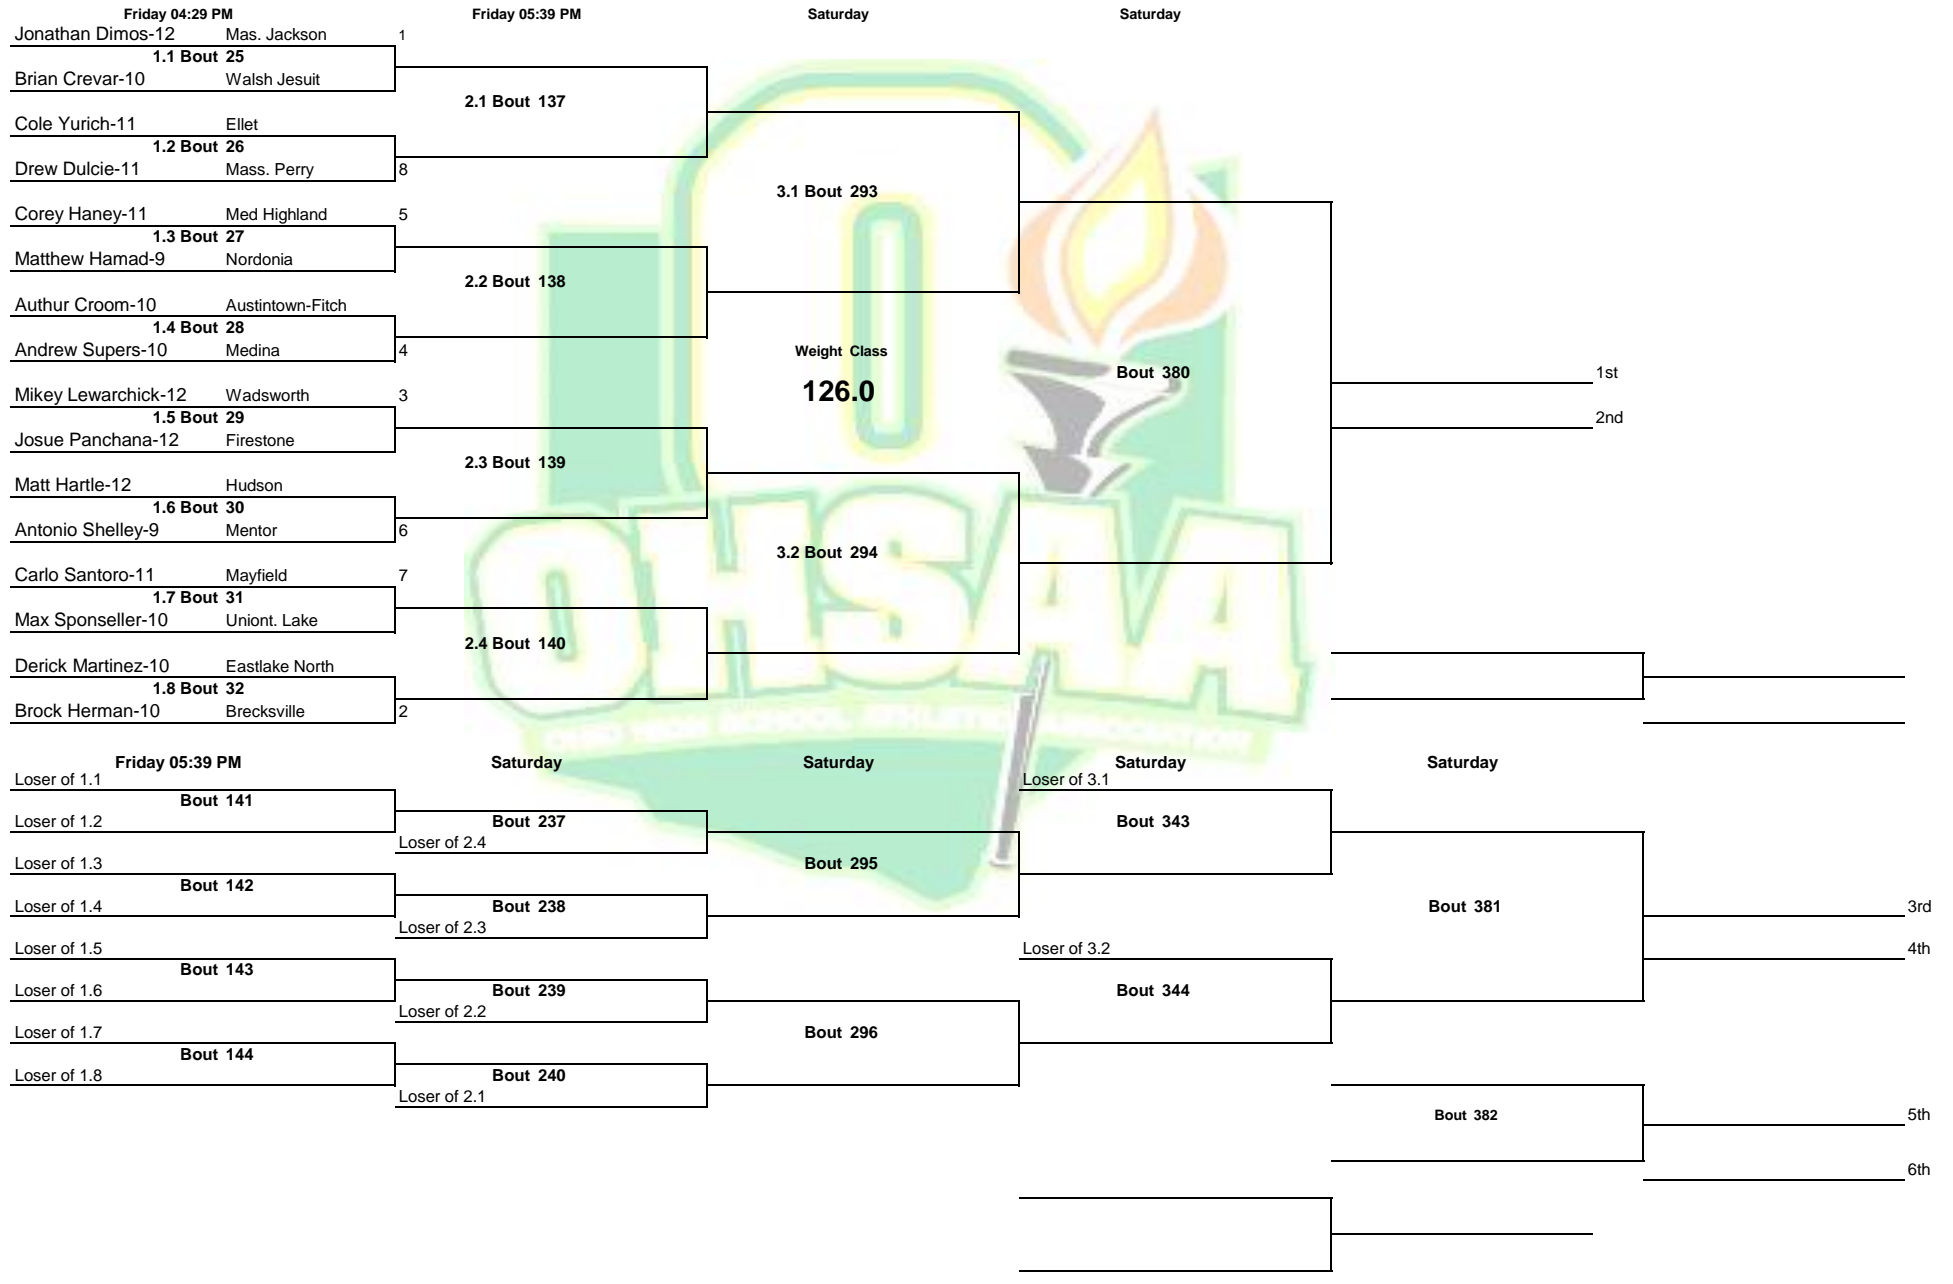 Friday 04:29 PM Friday 05:39 PM Saturday Saturday
Jonathan Dimos-12 Mas. Jackson 1
1.1 Bout 25
Brian Crevar-10 Walsh Jesuit
2.1 Bout 137
Cole Yurich-11 Ellet
1.2 Bout 26
Drew Dulcie-11 Mass. Perry 8
3.1 Bout 293
Corey Haney-11 Med Highland 5
1.3 Bout 27
Matthew Hamad-9 Nordonia
2.2 Bout 138
Authur Croom-10 Austintown-Fitch
1.4 Bout 28
Andrew Supers-10 Medina 4
Weight Class
126.0
Bout 380
1st
2nd
Mikey Lewarchick-12 Wadsworth 3
1.5 Bout 29
Josue Panchana-12 Firestone
2.3 Bout 139
Matt Hartle-12 Hudson
1.6 Bout 30
Antonio Shelley-9 Mentor 6
3.2 Bout 294
Carlo Santoro-11 Mayfield 7
1.7 Bout 31
Max Sponseller-10 Uniont. Lake
2.4 Bout 140
Derick Martinez-10 Eastlake North
1.8 Bout 32
Brock Herman-10 Brecksville 2
OHSAA
OHIO HIGH SCHOOL ATHLETIC ASSOCIATION
Friday 05:39 PM Saturday Saturday Saturday Saturday
Loser of 1.1 Loser of 3.1
Bout 141
Loser of 1.2 Bout 237 Bout 343
Loser of 2.4
Loser of 1.3 Bout 295
Bout 142
Loser of 1.4 Bout 238 Bout 381 3rd
Loser of 2.3
Loser of 1.5 Loser of 3.2 4th
Bout 143
Loser of 1.6 Bout 239 Bout 344
Loser of 2.2
Loser of 1.7 Bout 296
Bout 144
Loser of 1.8 Bout 240
Loser of 2.1
Bout 382 5th
6th